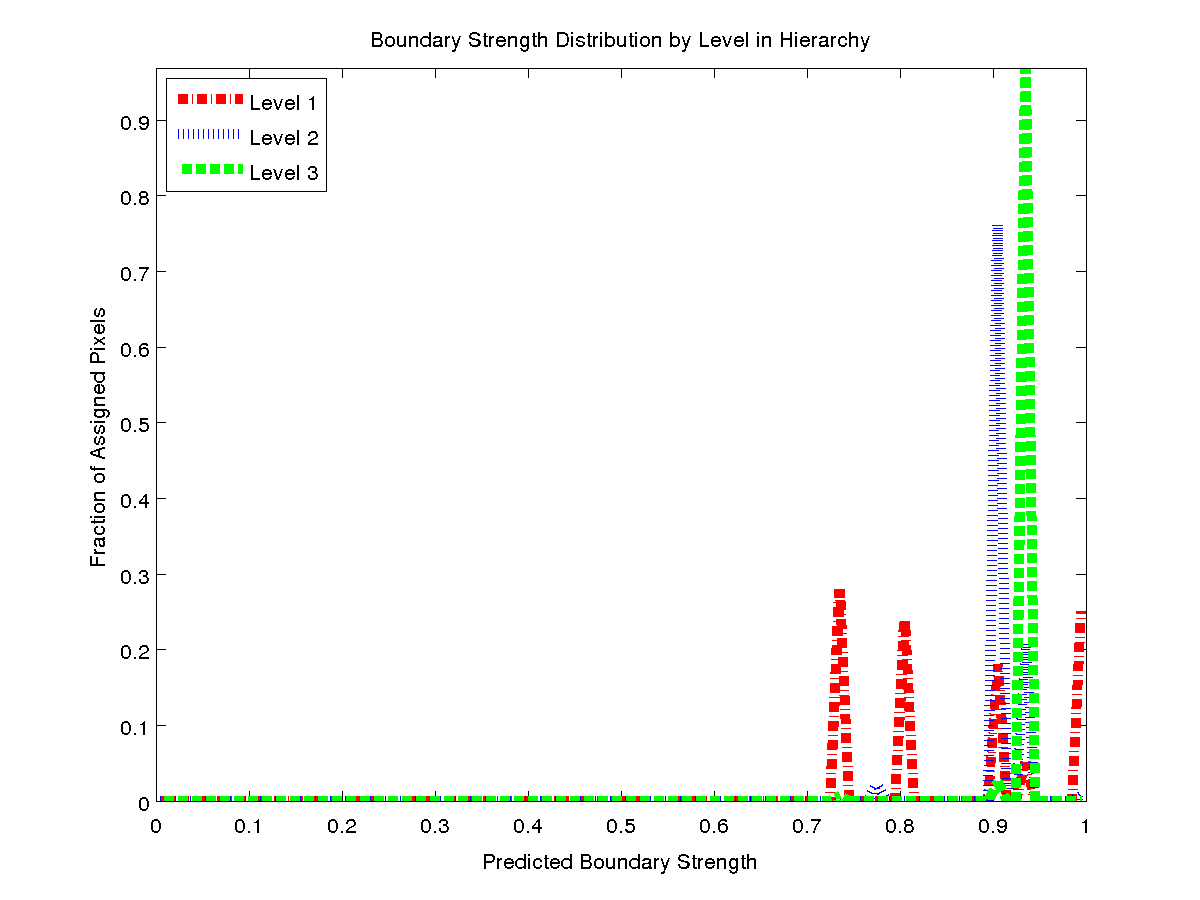 Boundary Strength Distribution by Level in Hierarchy
Level 1
Level 2
Level 3
0.9
0.8
0.7
0.6
0.5
0.4
0.3
0.2
0.1
0
Fraction of Assigned Pixels
0 0.1 0.2 0.3 0.4 0.5 0.6 0.7 0.8 0.9 1
Predicted Boundary Strength